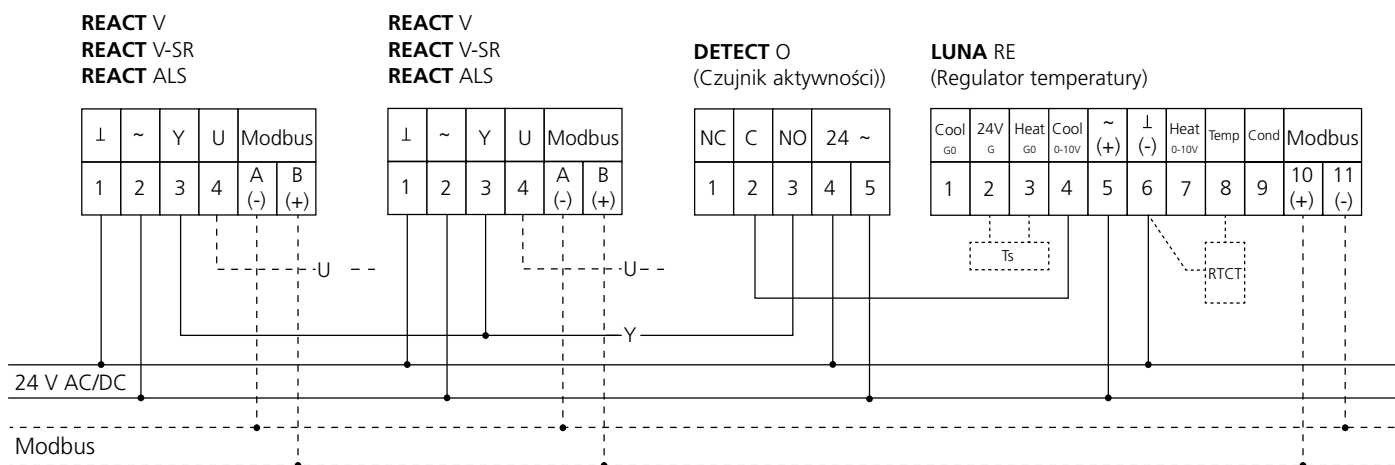 REACT V
REACT V-SR
REACT ALS
REACT V
REACT V-SR
REACT ALS
DETECT O
(Czujnik aktywności))
LUNA RE
(Regulator temperatury)
⊥ ~ Y U Modbus
1 2 3 4 A (-) B (+)
⊥ ~ Y U Modbus
1 2 3 4 A (-) B (+)
NC C NO 24 ~
1 2 3 4 5
Cool G0 24V G Heat G0 Cool 0-10V ~ (+) ⊥ (-) Heat 0-10V Temp Cond Modbus
1 2 3 4 5 6 7 8 9 10 (+) 11 (-)
Ts
RTCT
U
U
Y
24 V AC/DC
Modbus